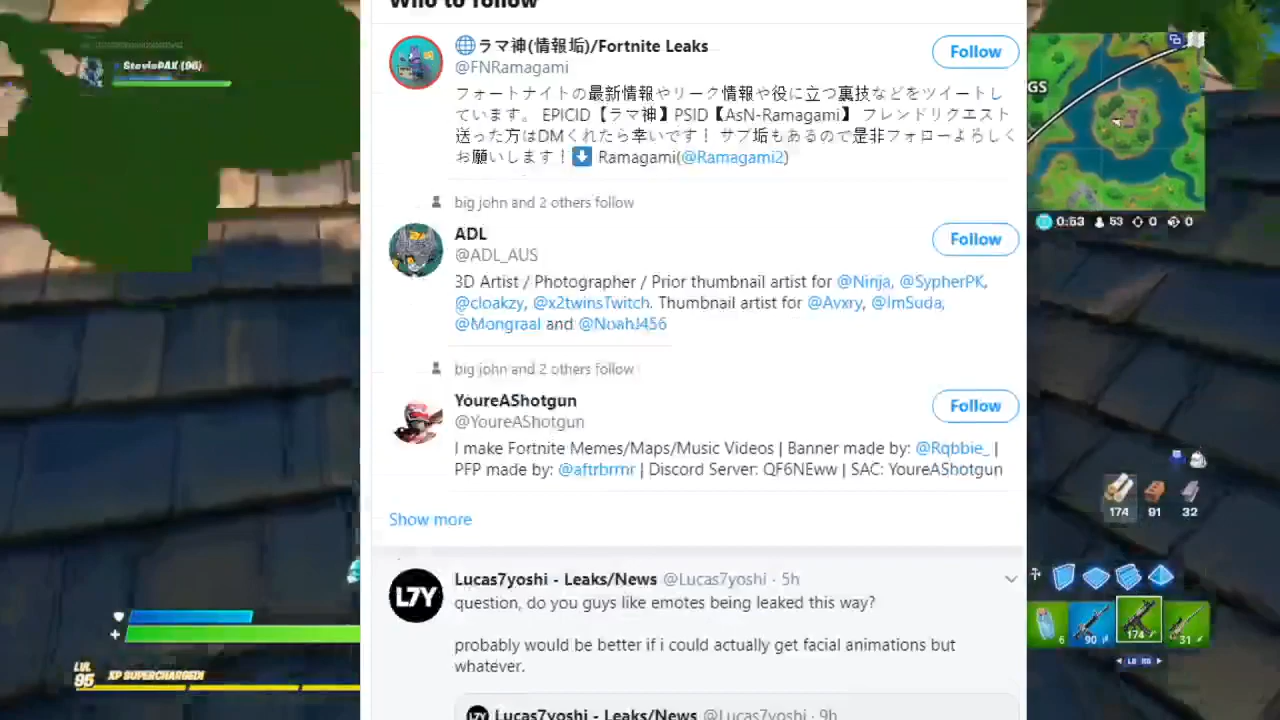 Who to follow
ラマ神(情報垢)/Fortnite Leaks
@FNRamagami
Follow
フォートナイトの最新情報やリーク情報や役に立つ裏技などをツイートし
ています。 EPICID【ラマ神】PSID【AsN-Ramagami】 フレンドリクエスト
送った方はDMくれたら幸いです！ サブ垢もあるので是非フォローよろしく
お願いします！⬇ Ramagami(@Ramagami2)
big john and 2 others follow
ADL
@ADL_AUS
Follow
3D Artist / Photographer / Prior thumbnail artist for @Ninja, @SypherPK,
@cloakzy, @x2twinsTwitch. Thumbnail artist for @Avxry, @ImSuda,
@Mongraal and @NoahJ456
big john and 2 others follow
YoureAShotgun
@YoureAShotgun
Follow
I make Fortnite Memes/Maps/Music Videos | Banner made by: @Rqbbie_ |
PFP made by: @aftrbrrnr | Discord Server: QF6NEww | SAC: YoureAShotgun
Show more
L7Y
Lucas7yoshi - Leaks/News @Lucas7yoshi · 5h
question, do you guys like emotes being leaked this way?
probably would be better if i could actually get facial animations but
whatever.
Lucas7yoshi - Leaks/News @Lucas7yoshi · 9h
SteviePAK (96)
LVL
95
XP SUPERCHARGED!
GS
0:53 53 0 0
174 91 32
6 90 174 31
LB RB